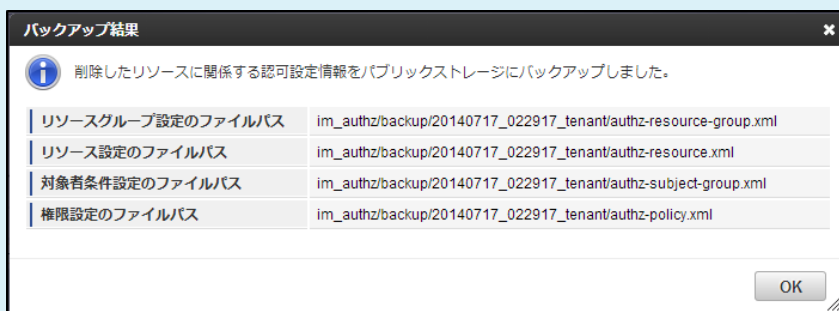 バックアップ結果
削除したリソースに関係する認可設定情報をパブリックストレージにバックアップしました。
リソースグループ設定のファイルパス im_authz/backup/20140717_022917_tenant/authz-resource-group.xml
リソース設定のファイルパス im_authz/backup/20140717_022917_tenant/authz-resource.xml
対象者条件設定のファイルパス im_authz/backup/20140717_022917_tenant/authz-subject-group.xml
権限設定のファイルパス im_authz/backup/20140717_022917_tenant/authz-policy.xml
OK